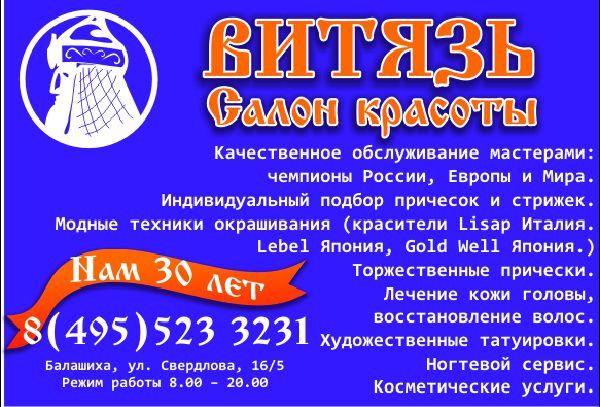 ВИТЯЗЬ
Салон красоты
Качественное обслуживание мастерами:
чемпионы России, Европы и Мира.
Индивидуальный подбор причесок и стрижек.
Модные техники окрашивания (красители Lisap Италия.
Lebel Япония, Gold Well Япония.)
Торжественные прически.
Лечение кожи головы,
восстановление волос.
Художественные татуировки.
Ногтевой сервис.
Косметические услуги.
Нам 30 лет
8(495)523 3231
Балашиха, ул. Свердлова, 16/5
Режим работы 8.00 – 20.00